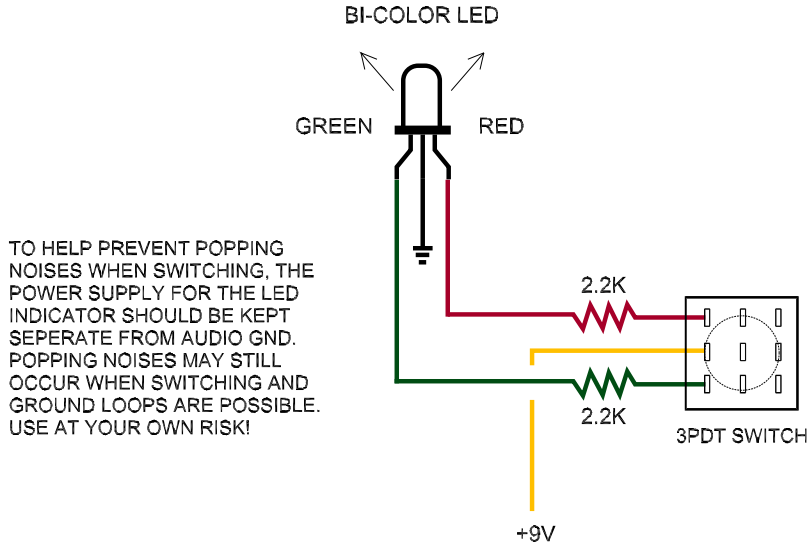 BI-COLOR LED
GREEN
RED
TO HELP PREVENT POPPING
NOISES WHEN SWITCHING, THE
POWER SUPPLY FOR THE LED
INDICATOR SHOULD BE KEPT
SEPERATE FROM AUDIO GND.
POPPING NOISES MAY STILL
OCCUR WHEN SWITCHING AND
GROUND LOOPS ARE POSSIBLE.
USE AT YOUR OWN RISK!
2.2K
2.2K
3PDT SWITCH
+9V